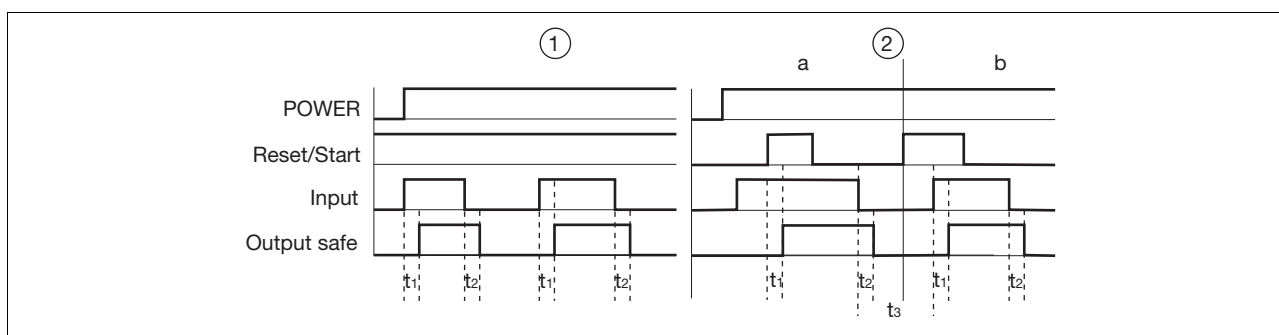 ① ②
a b
POWER
Reset/Start
Input
Output safe
t1 t2 t1 t2 t1 t2 t1 t2
t3